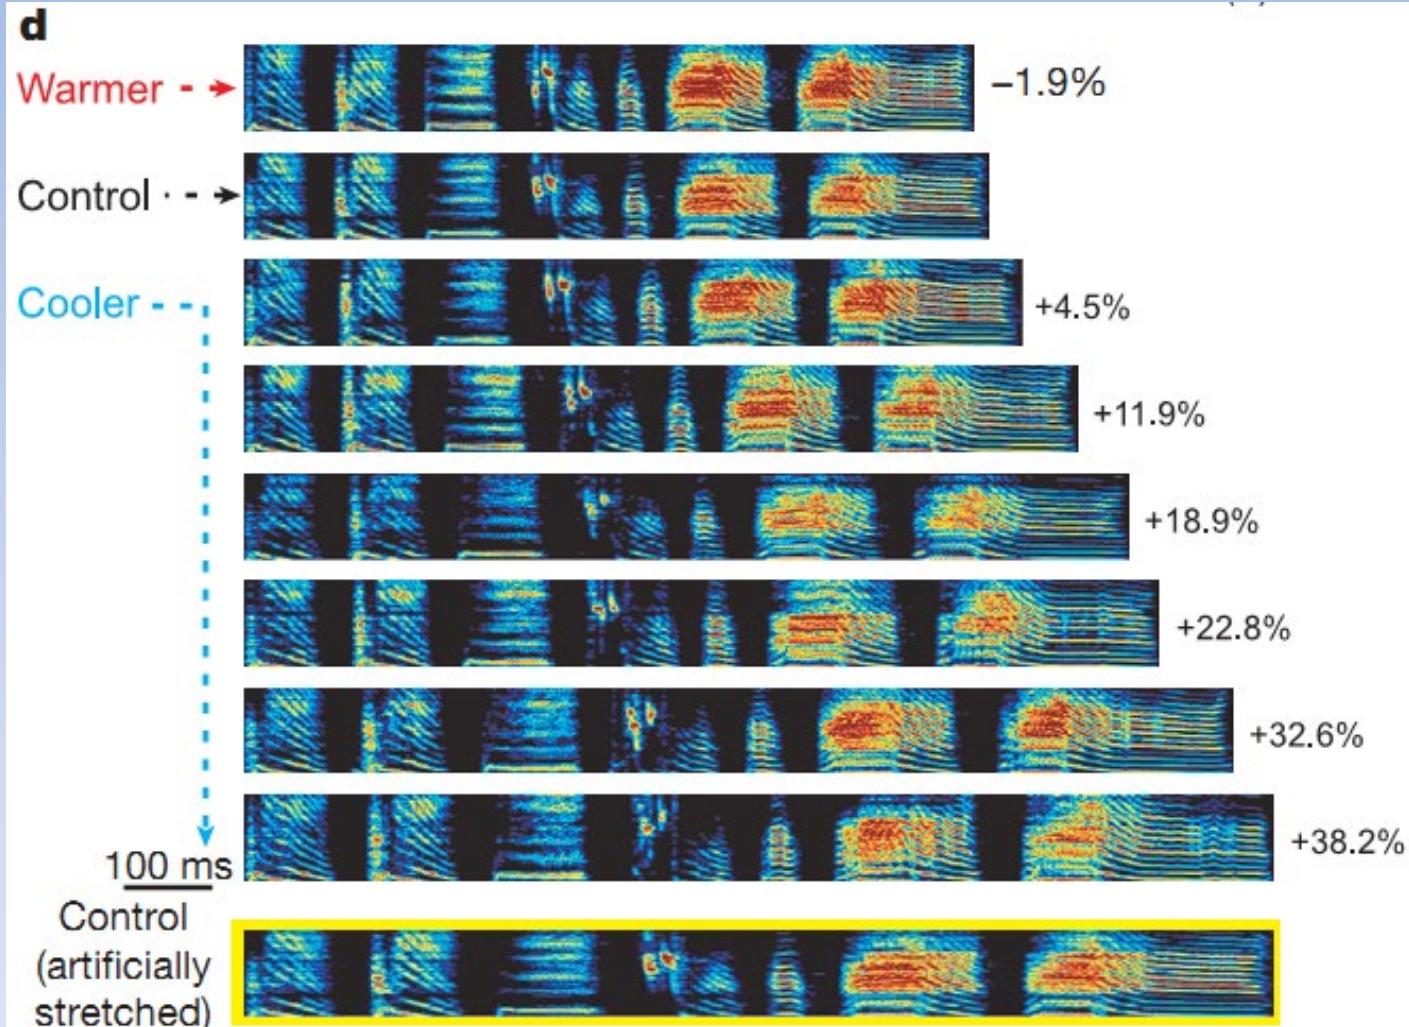 d
Warmer
−1.9%
Control
Cooler
+4.5%
+11.9%
+18.9%
+22.8%
+32.6%
+38.2%
100 ms
Control
(artificially
stretched)